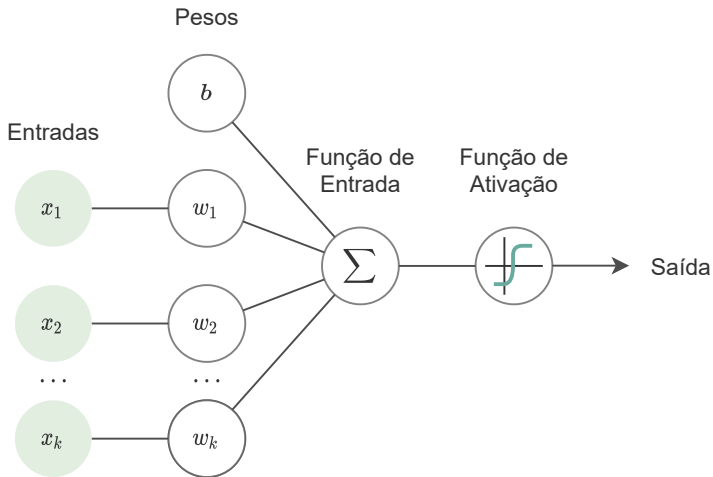 Pesos
b
Entradas
Função de
Entrada
Função de
Ativação
x₁
w₁
∑
Saída
x₂
w₂
...
...
xₖ
wₖ